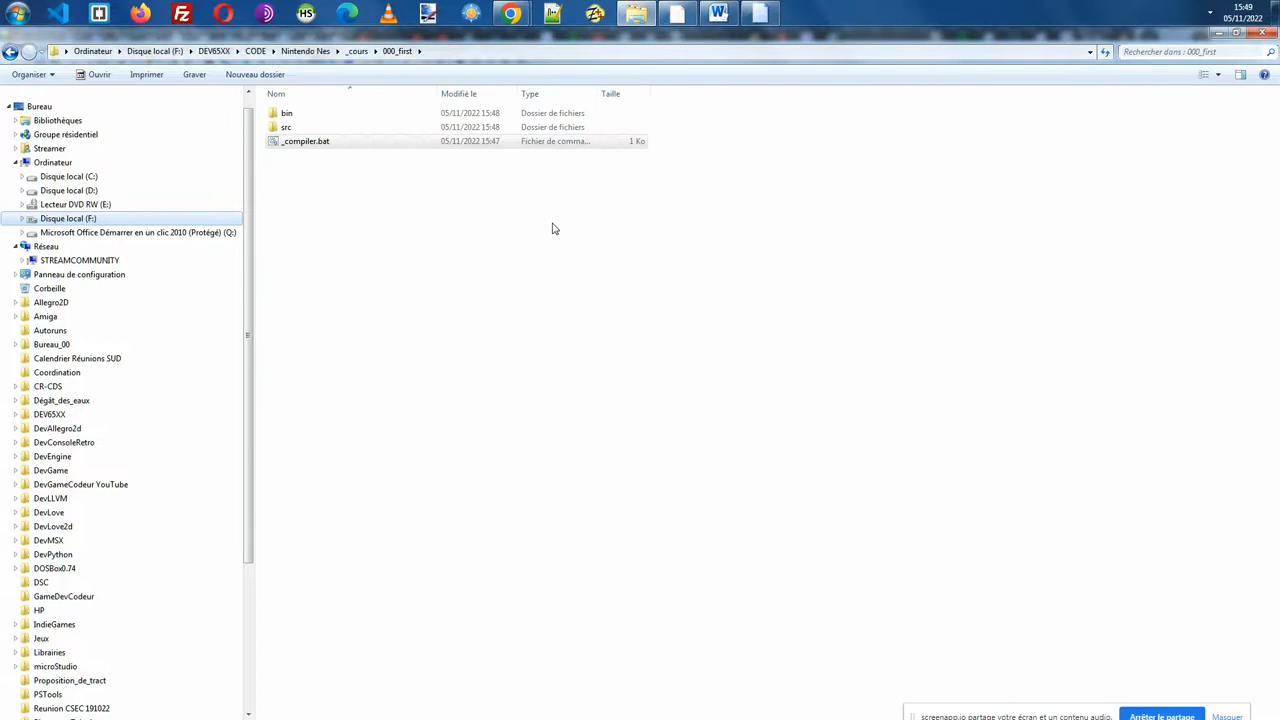 15:49
05/11/2022
Ordinateur Disque local (F:) DEV65XX CODE Nintendo Nes _cours 000_first
Rechercher dans : 000_first
Organiser Ouvrir Imprimer Graver Nouveau dossier
Nom Modifié le Type Taille
bin 05/11/2022 15:48 Dossier de fichiers
src 05/11/2022 15:48 Dossier de fichiers
_compiler.bat 05/11/2022 15:47 Fichier de comma... 1 Ko
Bureau
Bibliothèques
Groupe résidentiel
Streamer
Ordinateur
Disque local (C:)
Disque local (D:)
Lecteur DVD RW (E:)
Disque local (F:)
Microsoft Office Démarrer en un clic 2010 (Protégé) (Q:)
Réseau
STREAMCOMMUNITY
Panneau de configuration
Corbeille
Allegro2D
Amiga
Autoruns
Bureau_00
Calendrier Réunions SUD
Coordination
CR-CDS
Dégât_des_eaux
DEV65XX
DevAllegro2d
DevConsoleRetro
DevEngine
DevGame
DevGameCodeur YouTube
DevLLVM
DevLove
DevLove2d
DevMSX
DevPython
DOSBox0.74
DSC
GameDevCodeur
HP
IndieGames
Jeux
Librairies
microStudio
Proposition_de_tract
PSTools
Reunion CSEC 191022
screenapp.io partage votre écran et un contenu audio. Arrêter le partage Masquer